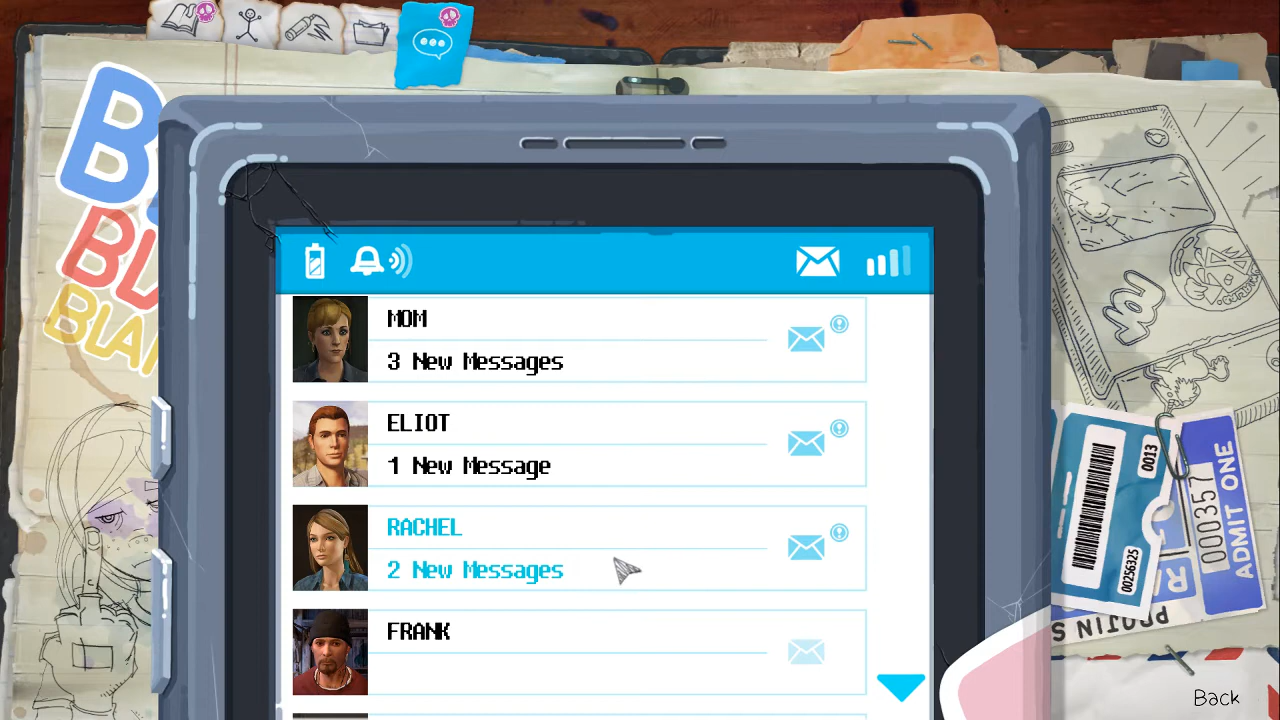 MOM
3 New Messages
ELIOT
1 New Message
RACHEL
2 New Messages
FRANK
0013
00256325
000357
ADMIT ONE
Back